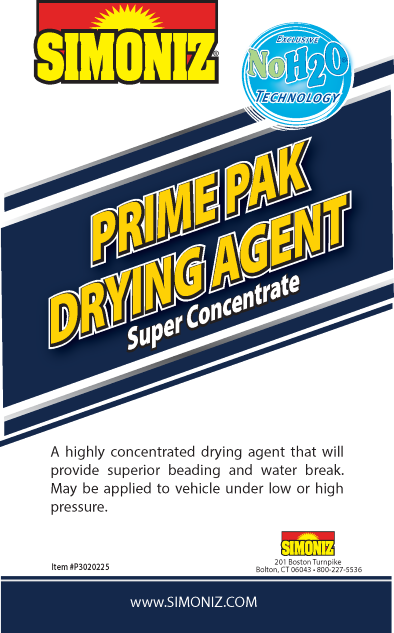 SIMONIZ®
EXCLUSIVE
NoH2O
TECHNOLOGY
PRIME PAK
DRYING AGENT
Super Concentrate
A highly concentrated drying agent that will
provide superior beading and water break.
May be applied to vehicle under low or high
pressure.
SIMONIZ
Item #P3020225
201 Boston Turnpike
Bolton, CT 06043 • 800-227-5536
www.SIMONIZ.COM